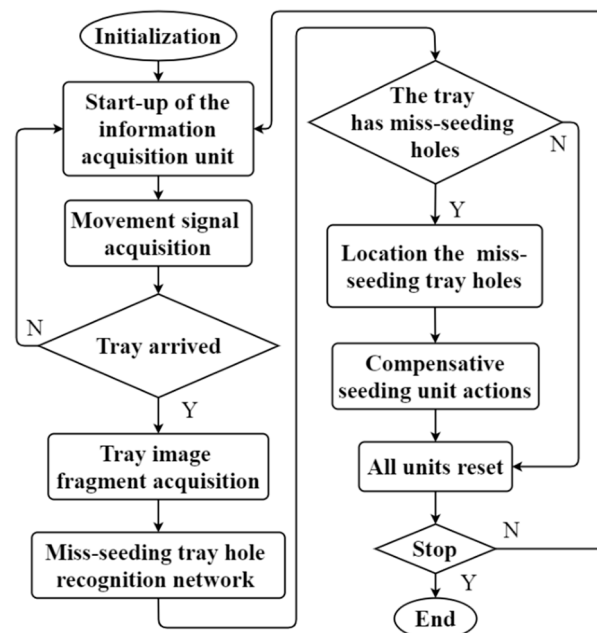 Initialization
Start-up of the
information
acquisition unit
Movement signal
acquisition
N
Tray arrived
Y
Tray image
fragment acquisition
Miss-seeding tray hole
recognition network
The tray
has miss-seeding
holes
N
Y
Location the miss-
seeding tray holes
Compensative
seeding unit actions
All units reset
Stop
N
Y
End